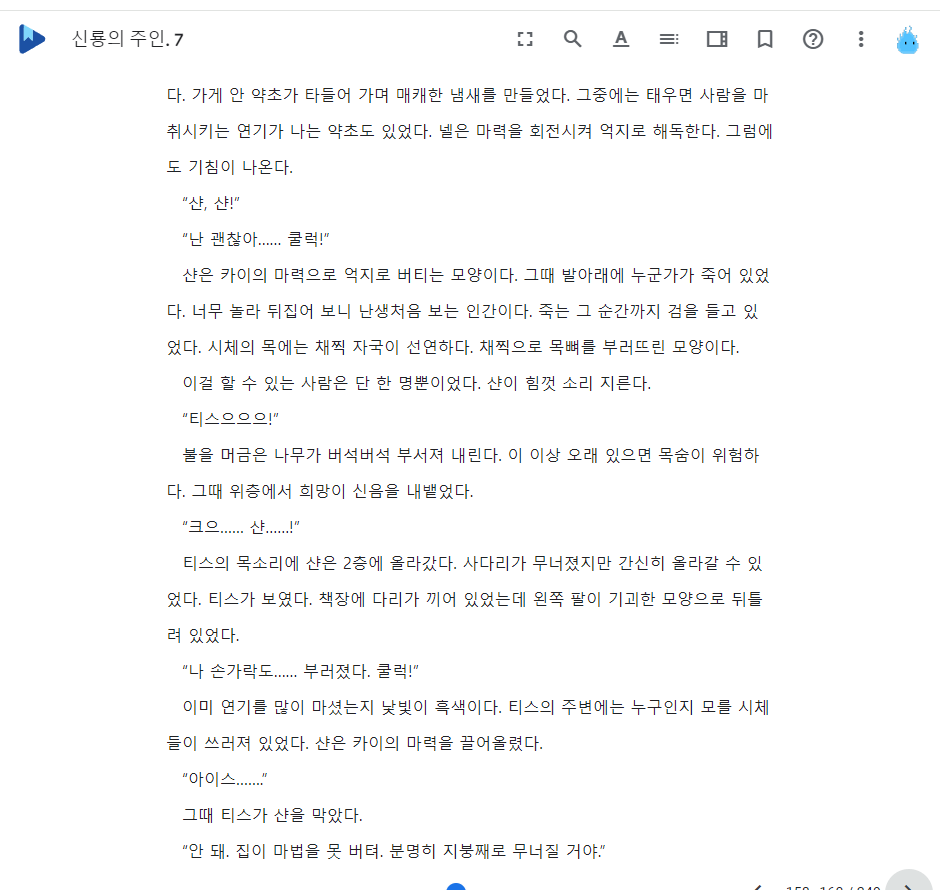 신룡의 주인. 7
다. 가게 안 약초가 타들어 가며 매캐한 냄새를 만들었다. 그중에는 태우면 사람을 마
취시키는 연기가 나는 약초도 있었다. 넬은 마력을 회전시켜 억지로 해독한다. 그럼에
도 기침이 나온다.
“샨, 샨!”
“난 괜찮아...... 쿨럭!”
샨은 카이의 마력으로 억지로 버티는 모양이다. 그때 발아래에 누군가가 죽어 있었
다. 너무 놀라 뒤집어 보니 난생처음 보는 인간이다. 죽는 그 순간까지 검을 들고 있
었다. 시체의 목에는 채찍 자국이 선연하다. 채찍으로 목뼈를 부러뜨린 모양이다.
이걸 할 수 있는 사람은 단 한 명뿐이었다. 샨이 힘껏 소리 지른다.
“티스으으으!”
불을 머금은 나무가 버석버석 부서져 내린다. 이 이상 오래 있으면 목숨이 위험하
다. 그때 위층에서 희망이 신음을 내뱉었다.
“크으...... 샨......!”
티스의 목소리에 샨은 2층에 올라갔다. 사다리가 무너졌지만 간신히 올라갈 수 있
었다. 티스가 보였다. 책장에 다리가 끼어 있었는데 왼쪽 팔이 기괴한 모양으로 뒤틀
려 있었다.
“나 손가락도...... 부러졌다. 쿨럭!”
이미 연기를 많이 마셨는지 낯빛이 흑색이다. 티스의 주변에는 누구인지 모를 시체
들이 쓰러져 있었다. 샨은 카이의 마력을 끌어올렸다.
“아이스.......”
그때 티스가 샨을 막았다.
“안 돼. 집이 마법을 못 버텨. 분명히 지붕째로 무너질 거야.”